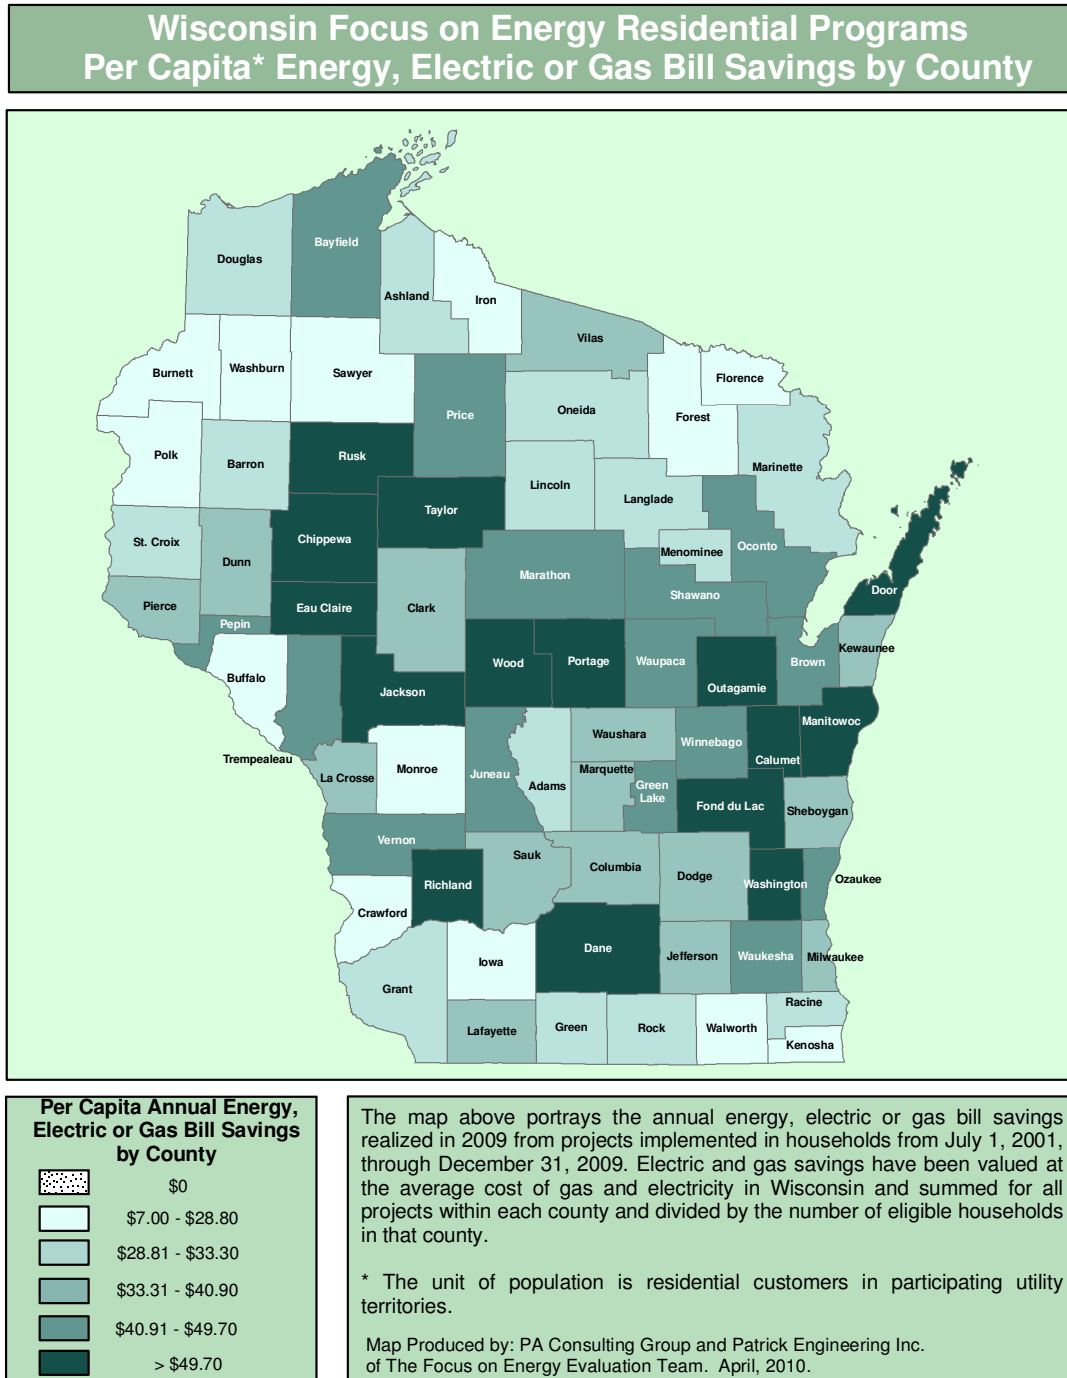 Wisconsin Focus on Energy Residential Programs
Per Capita* Energy, Electric or Gas Bill Savings by County
Bayfield
Douglas
Ashland
Iron
Vilas
Burnett
Washburn
Sawyer
Florence
Price
Oneida
Forest
Polk
Barron
Rusk
Marinette
Lincoln
Langlade
Taylor
St. Croix
Chippewa
Dunn
Menominee
Oconto
Marathon
Door
Pierce
Eau Claire
Clark
Shawano
Pepin
Kewaunee
Buffalo
Wood
Portage
Waupaca
Brown
Jackson
Outagamie
Manitowoc
Waushara
Winnebago
Trempealeau
Calumet
La Crosse
Monroe
Juneau
Adams
Marquette
Green
Lake
Fond du Lac
Sheboygan
Vernon
Sauk
Columbia
Dodge
Richland
Washington
Ozaukee
Crawford
Dane
Jefferson
Waukesha
Milwaukee
Iowa
Grant
Racine
Lafayette
Green
Rock
Walworth
Kenosha
Per Capita Annual Energy,
Electric or Gas Bill Savings
by County
$0
$7.00 - $28.80
$28.81 - $33.30
$33.31 - $40.90
$40.91 - $49.70
> $49.70
The map above portrays the annual energy, electric or gas bill savings
realized in 2009 from projects implemented in households from July 1, 2001,
through December 31, 2009. Electric and gas savings have been valued at
the average cost of gas and electricity in Wisconsin and summed for all
projects within each county and divided by the number of eligible households
in that county.
* The unit of population is residential customers in participating utility
territories.
Map Produced by: PA Consulting Group and Patrick Engineering Inc.
of The Focus on Energy Evaluation Team. April, 2010.